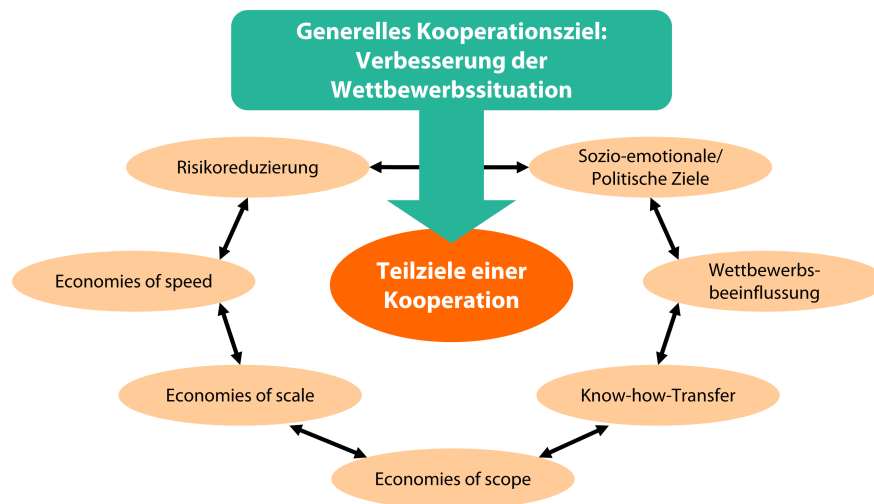 Generelles Kooperationsziel:
Verbesserung der
Wettbewerbssituation
Risikoreduzierung
Sozio-emotionale/
Politische Ziele
Economies of speed
Teilziele einer
Kooperation
Wettbewerbs-
beeinflussung
Economies of scale
Know-how-Transfer
Economies of scope